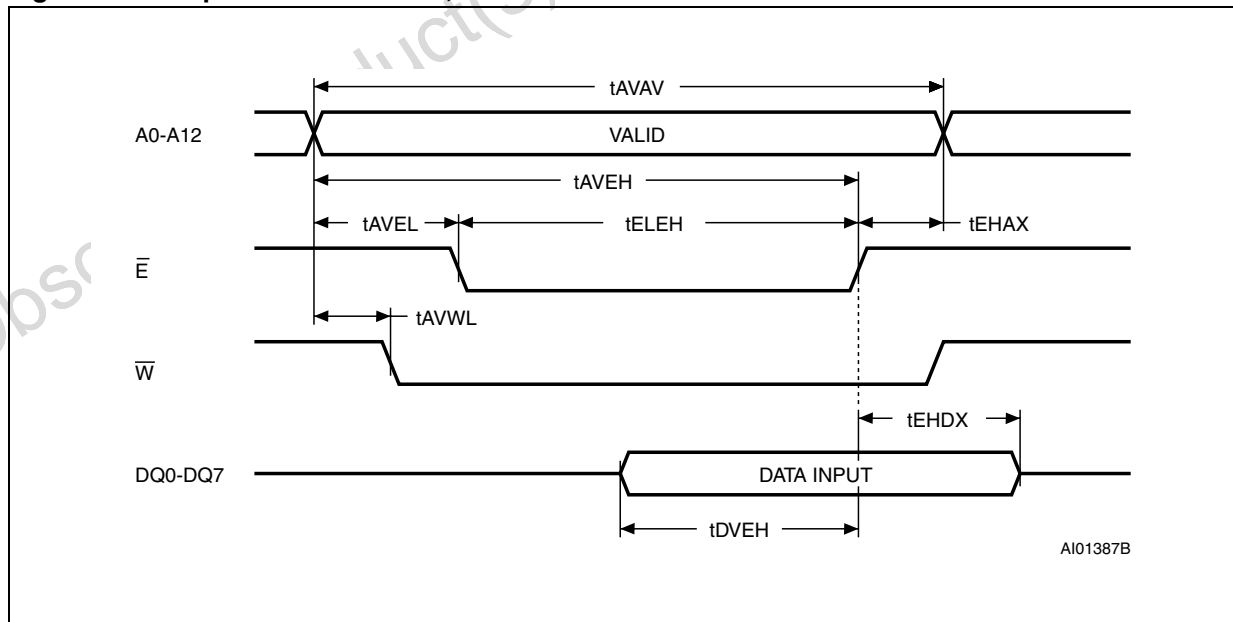 tAVAV
A0-A12
VALID
tAVEH
tAVEL
tELEH
tEHAX
E̅
tAVWL
W̅
tEHDX
DQ0-DQ7
DATA INPUT
tDVEH
AI01387B